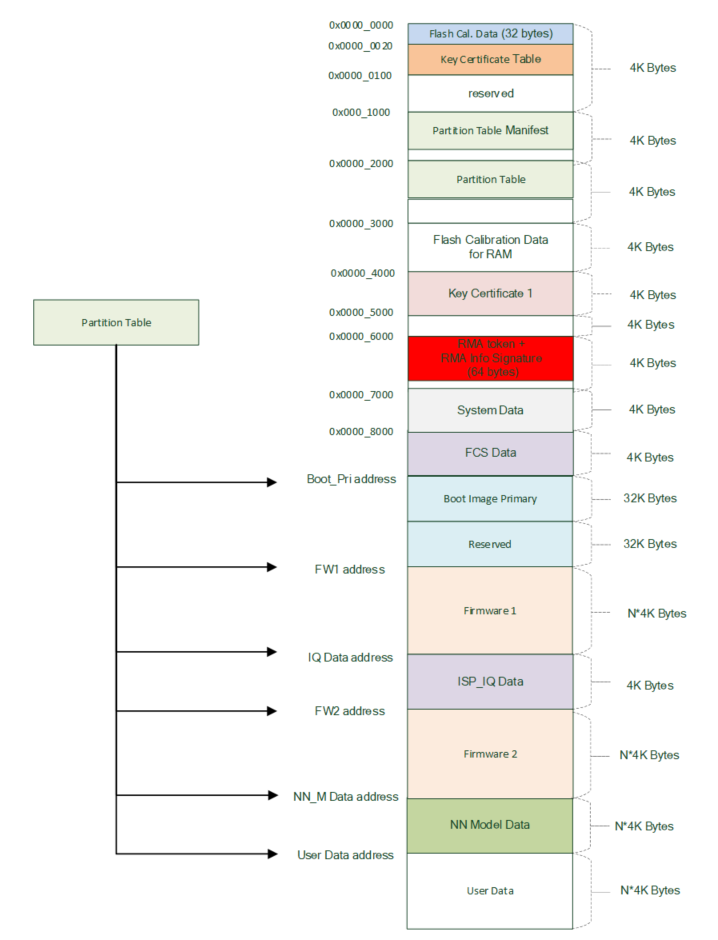 0x0000_0000
Flash Cal. Data (32 bytes)
0x0000_0020
Key Certificate Table
4K Bytes
0x0000_0100
reserved
0x000_1000
Partition Table Manifest
4K Bytes
0x0000_2000
Partition Table
4K Bytes
0x0000_3000
Flash Calibration Data
for RAM
4K Bytes
0x0000_4000
Key Certificate 1
4K Bytes
0x0000_5000
4K Bytes
0x0000_6000
RMA token +
RMA info Signature
(64 bytes)
4K Bytes
0x0000_7000
System Data
4K Bytes
0x0000_8000
FCS Data
4K Bytes
Partition Table
Boot_Pri address
Boot Image Primary
32K Bytes
Reserved
32K Bytes
FW1 address
Firmware 1
N*4K Bytes
IQ Data address
ISP_IQ Data
4K Bytes
FW2 address
Firmware 2
N*4K Bytes
NN_M Data address
NN Model Data
N*4K Bytes
User Data address
User Data
N*4K Bytes